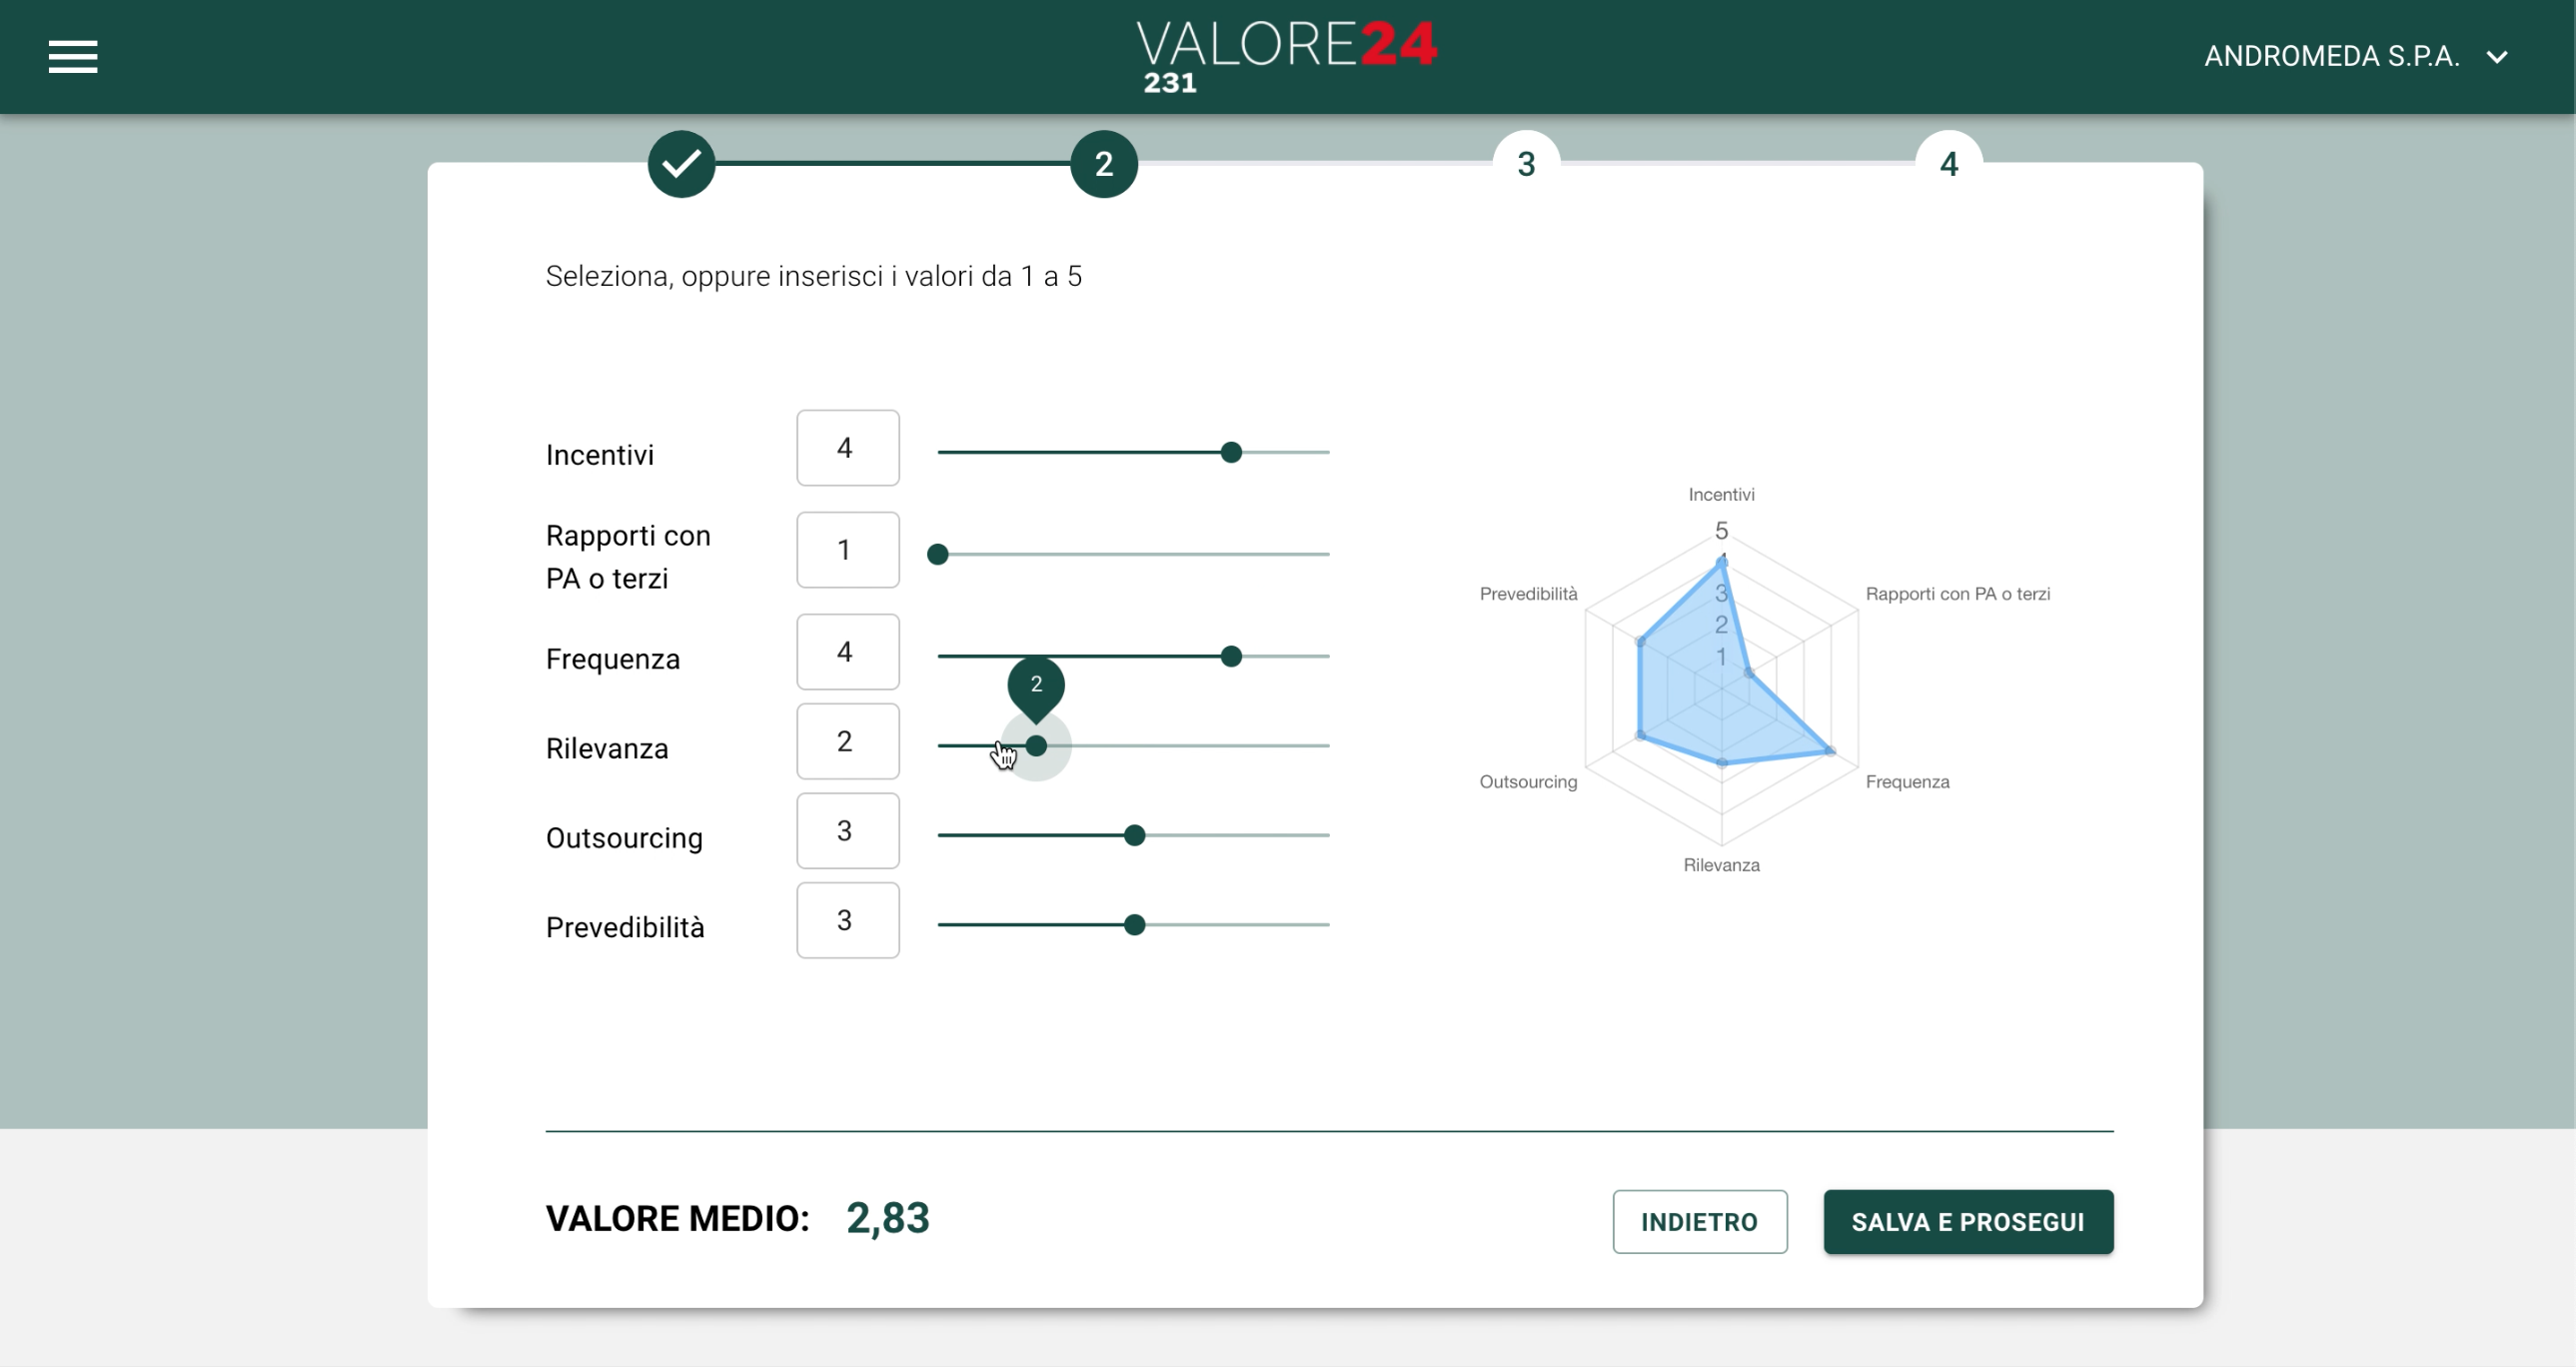 VALORE24
231
ANDROMEDA S.P.A.
2
3
4
Seleziona, oppure inserisci i valori da 1 a 5
Incentivi
4
Rapporti con
PA o terzi
1
Frequenza
4
2
Rilevanza
2
Outsourcing
3
Prevedibilità
3
Incentivi
5
4
3
2
1
Prevedibilità
Rapporti con PA o terzi
Outsourcing
Frequenza
Rilevanza
VALORE MEDIO: 2,83
INDIETRO
SALVA E PROSEGUI